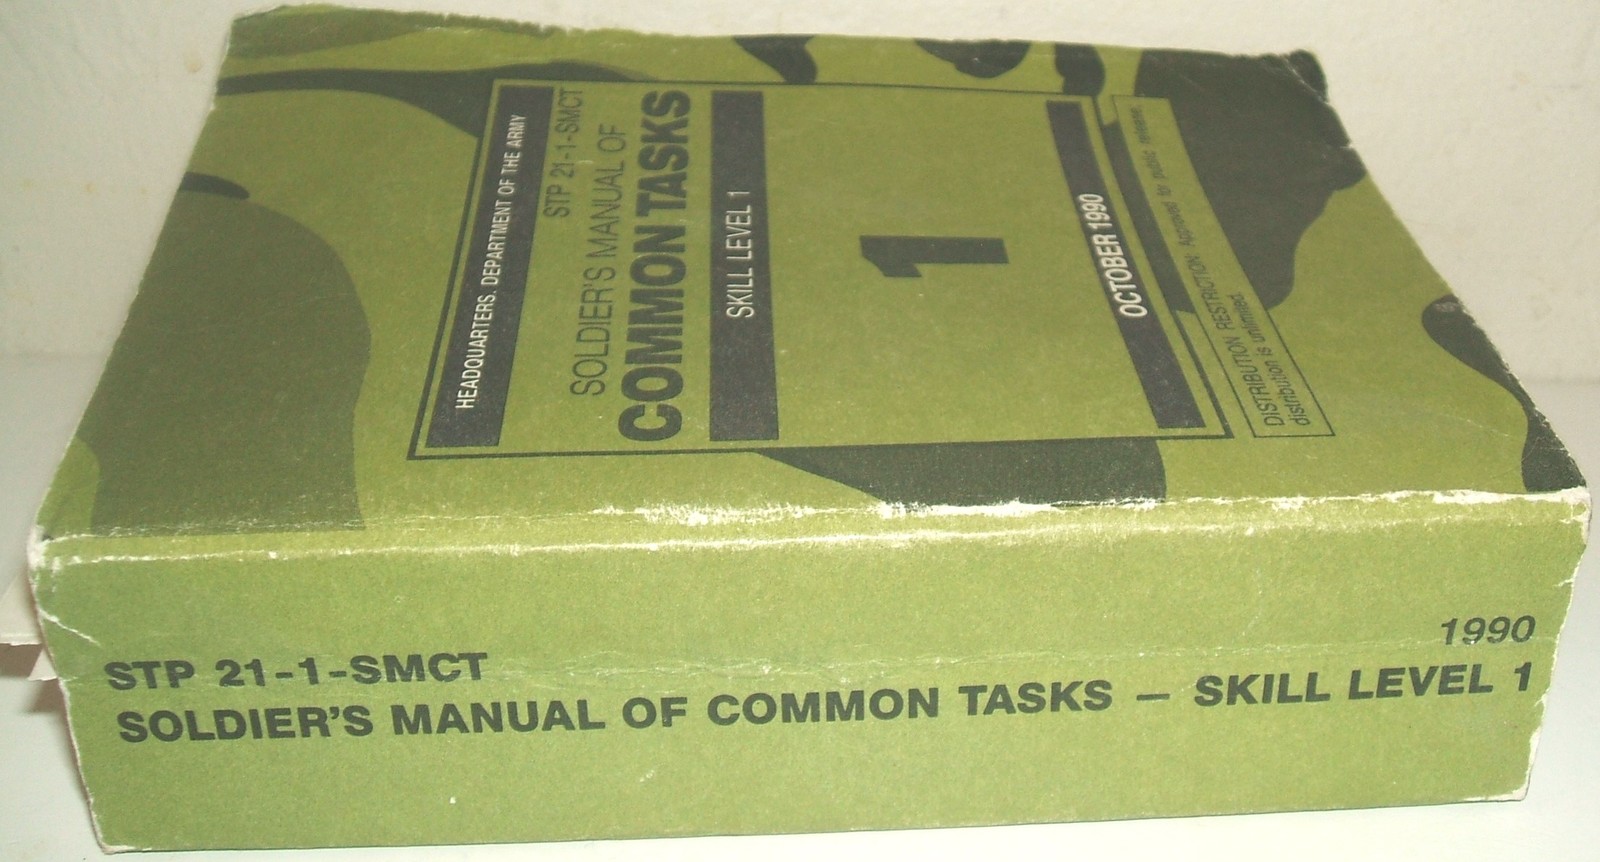 HEADQUARTERS, DEPARTMENT OF THE ARMY
STP 21-1-SMCT
SOLDIER'S MANUAL OF
COMMON TASKS
SKILL LEVEL 1
1
OCTOBER 1990
DISTRIBUTION RESTRICTION: Approved for public release;
distribution is unlimited.
1990
STP 21-1-SMCT
SOLDIER'S MANUAL OF COMMON TASKS — SKILL LEVEL 1